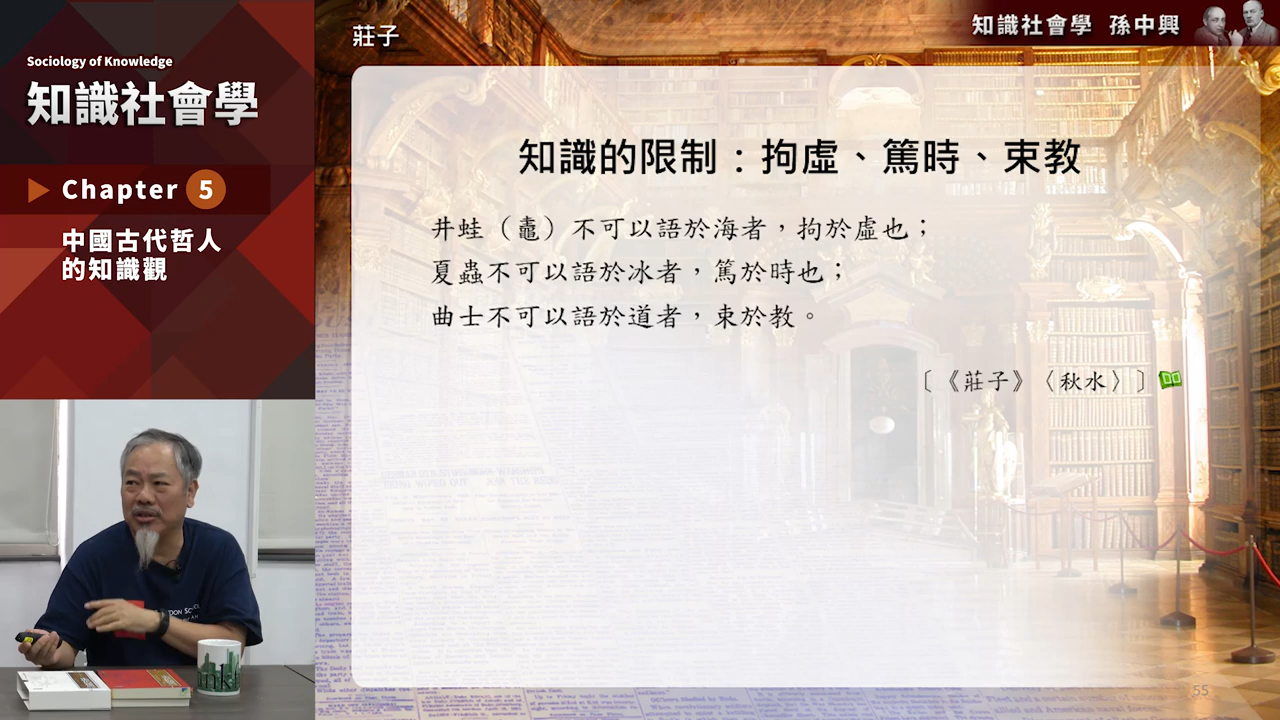 Sociology of Knowledge
知識社會學
Chapter 5
中國古代哲人
的知識觀
莊子
知識社會學 孫中興
知識的限制：拘虛、篤時、束教
井蛙（鼃）不可以語於海者，拘於虛也；
夏蟲不可以語於冰者，篤於時也；
曲士不可以語於道者，束於教。
〔《莊子》〈秋水〉〕
55